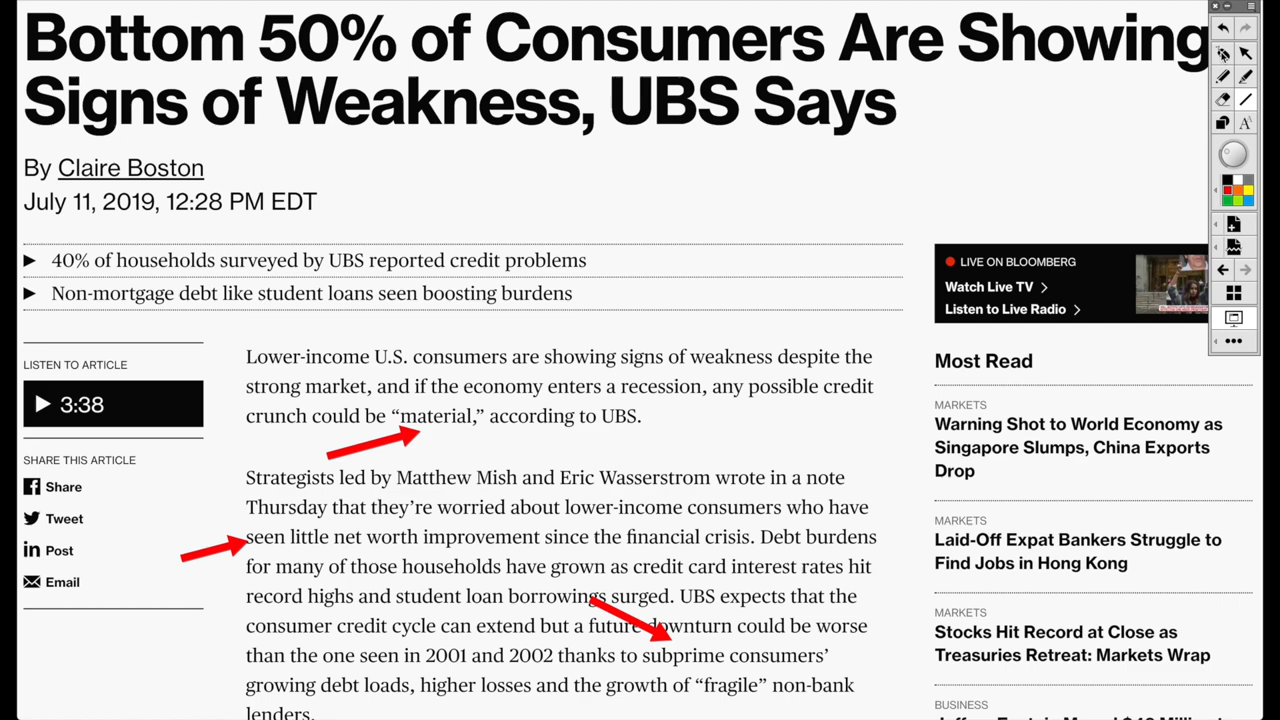 Bottom 50% of Consumers Are Showing
Signs of Weakness, UBS Says
By Claire Boston
July 11, 2019, 12:28 PM EDT
40% of households surveyed by UBS reported credit problems
Non-mortgage debt like student loans seen boosting burdens
LISTEN TO ARTICLE
3:38
SHARE THIS ARTICLE
Share
Tweet
Post
Email
Lower-income U.S. consumers are showing signs of weakness despite the
strong market, and if the economy enters a recession, any possible credit
crunch could be “material,” according to UBS.
Strategists led by Matthew Mish and Eric Wasserstrom wrote in a note
Thursday that they’re worried about lower-income consumers who have
seen little net worth improvement since the financial crisis. Debt burdens
for many of those households have grown as credit card interest rates hit
record highs and student loan borrowings surged. UBS expects that the
consumer credit cycle can extend but a future downturn could be worse
than the one seen in 2001 and 2002 thanks to subprime consumers’
growing debt loads, higher losses and the growth of “fragile” non-bank
lenders.
LIVE ON BLOOMBERG
Watch Live TV
Listen to Live Radio
Most Read
MARKETS
Warning Shot to World Economy as
Singapore Slumps, China Exports
Drop
MARKETS
Laid-Off Expat Bankers Struggle to
Find Jobs in Hong Kong
MARKETS
Stocks Hit Record at Close as
Treasuries Retreat: Markets Wrap
BUSINESS